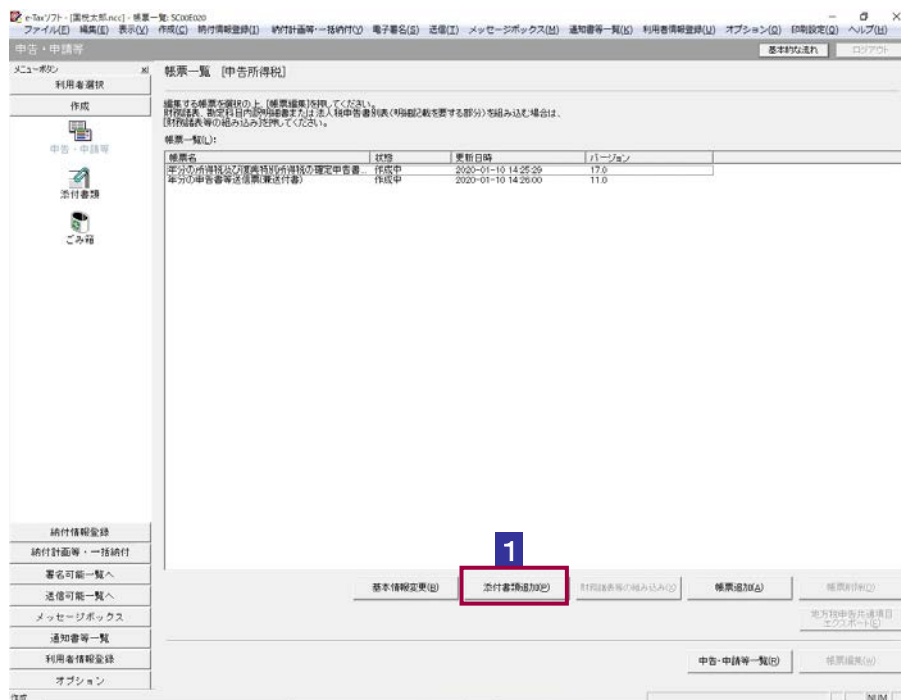 e-Taxソフト - [国税太郎.ncc] - 帳票一覧: SC00E020
ファイル(F) 編集(E) 表示(V) 作成(C) 納付情報登録(I) 納付計画等・一括納付(Y) 電子署名(S) 送信(T) メッセージボックス(M) 通知書等一覧(K) 利用者情報登録(U) オプション(O) 印刷設定(Q) ヘルプ(H)
申告・申請等 基本的な流れ ログアウト
メニューボタン
利用者選択
作成
申告・申請等
添付書類
ごみ箱
帳票一覧 [申告所得税]
編集する帳票を選択の上、[帳票編集]を押してください。
財務諸表、勘定科目内訳明細書または法人税申告書別表(明細記載を要する部分)を組み込む場合は、
[財務諸表等の組み込み]を押してください。
帳票一覧(L):
帳票名 状態 更新日時 バージョン
年分の所得税及び復興特別所得税の確定申告書... 作成中 2020-01-10 14:25:29 17.0
年分の申告書等送信票(兼送付書) 作成中 2020-01-10 14:26:00 11.0
1
基本情報変更(B) 添付書類追加(P) 財務諸表等の組み込み(X) 帳票追加(A) 帳票削除(D)
地方税申告共通項目
エクスポート(E)
申告・申請等一覧(R) 帳票編集(W)
納付情報登録
納付計画等・一括納付
署名可能一覧へ
送信可能一覧へ
メッセージボックス
通知書等一覧
利用者情報登録
オプション
作成 NUM